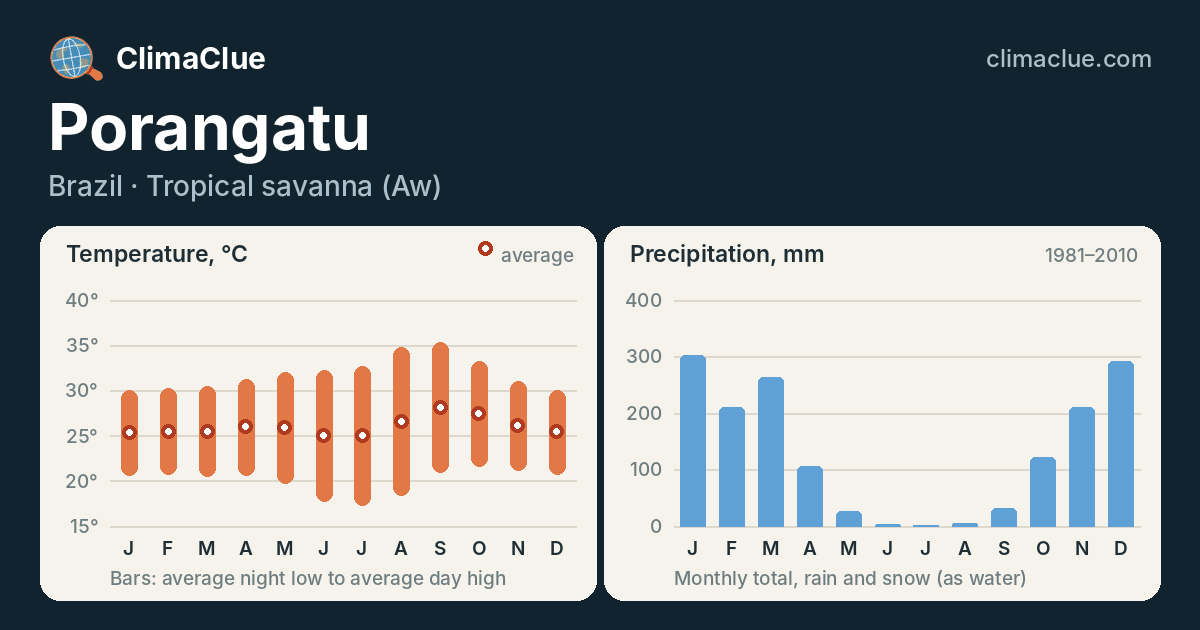 ClimaClue
climaclue.com
Porangatu
Brazil · Tropical savanna (Aw)
Temperature, °C
average
40°
35°
30°
25°
20°
15°
J F M A M J J A S O N D
Bars: average night low to average day high
Precipitation, mm
1981–2010
400
300
200
100
0
J F M A M J J A S O N D
Monthly total, rain and snow (as water)